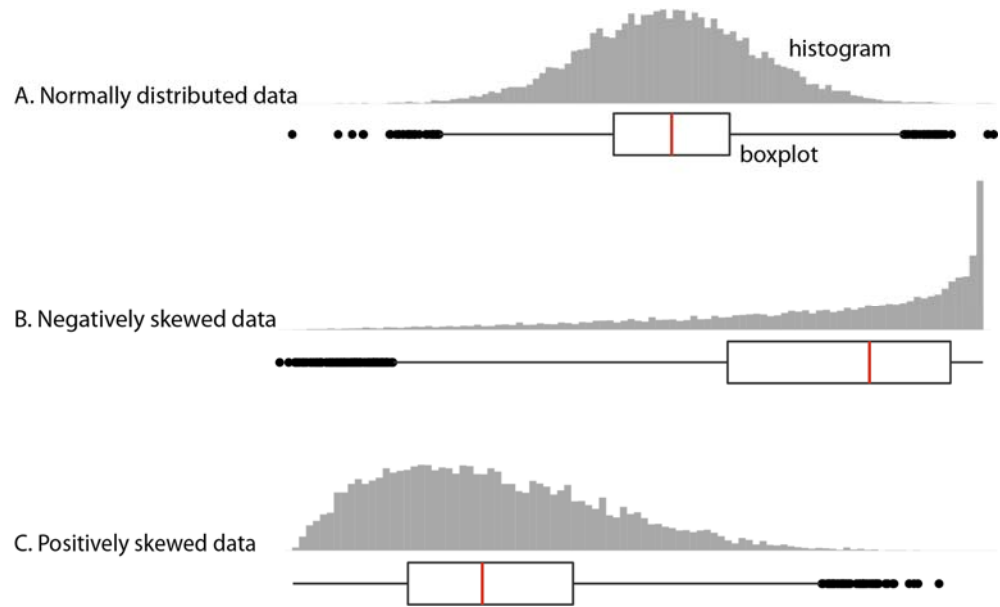 histogram
A. Normally distributed data
boxplot
B. Negatively skewed data
C. Positively skewed data